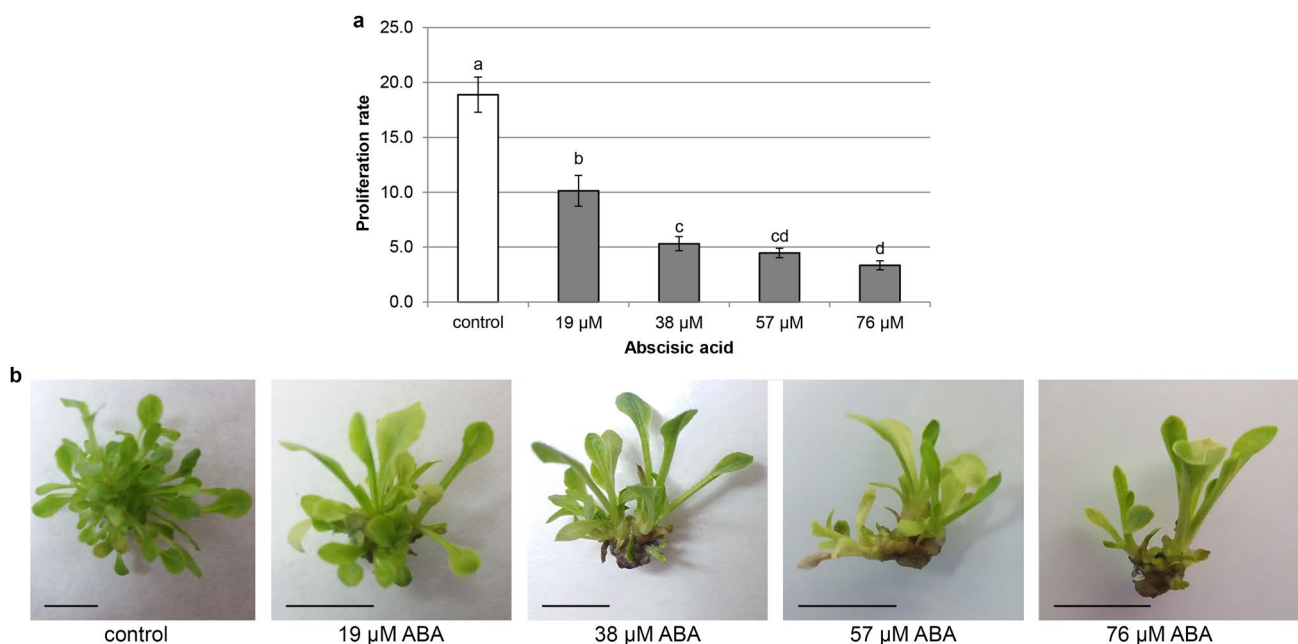 a
25.0
20.0
15.0
10.0
5.0
0.0
Proliferation rate
a
b
c
cd
d
control 19 µM 38 µM 57 µM 76 µM
Abscisic acid
b
control 19 µM ABA 38 µM ABA 57 µM ABA 76 µM ABA